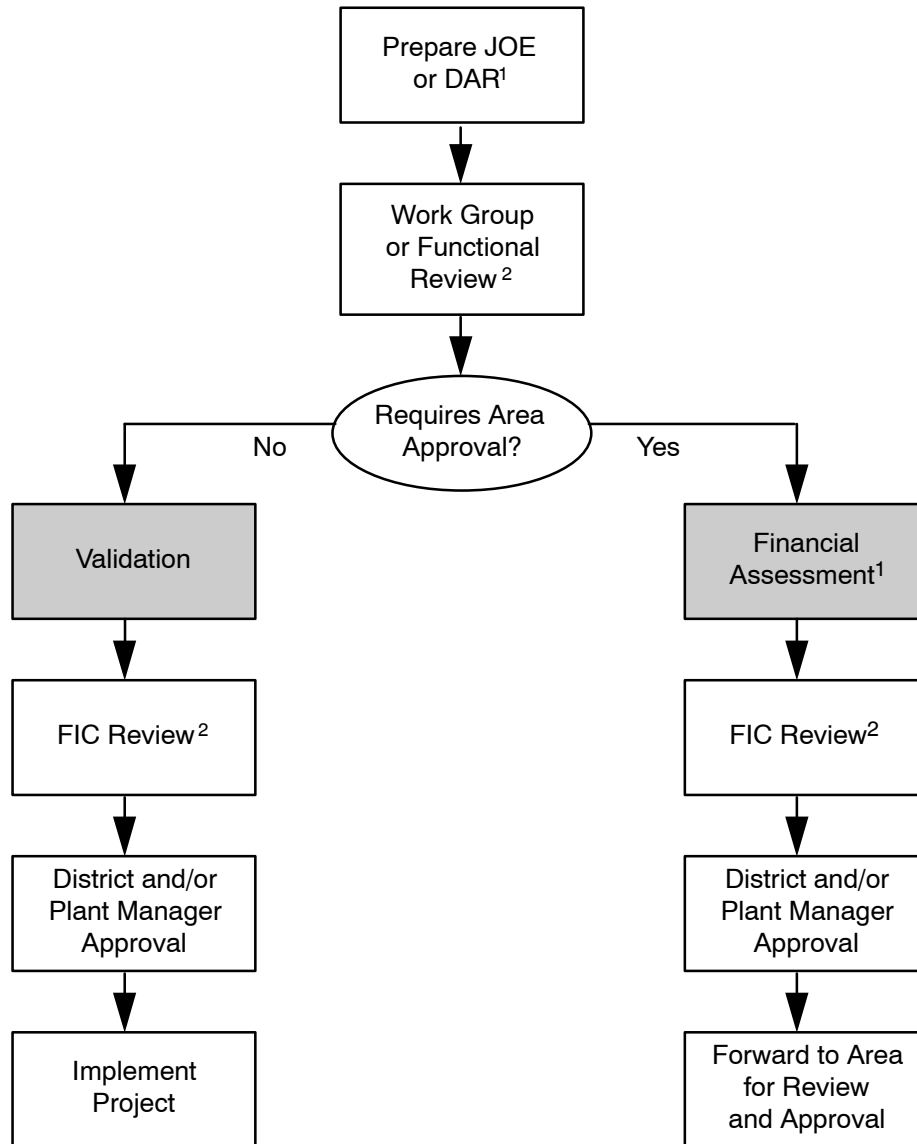 Prepare JOE
or DAR¹
Work Group
or Functional
Review ²
Requires Area
Approval?
No
Yes
Validation
Financial
Assessment¹
FIC Review ²
FIC Review²
District and/or
Plant Manager
Approval
District and/or
Plant Manager
Approval
Implement
Project
Forward to Area
for Review
and Approval